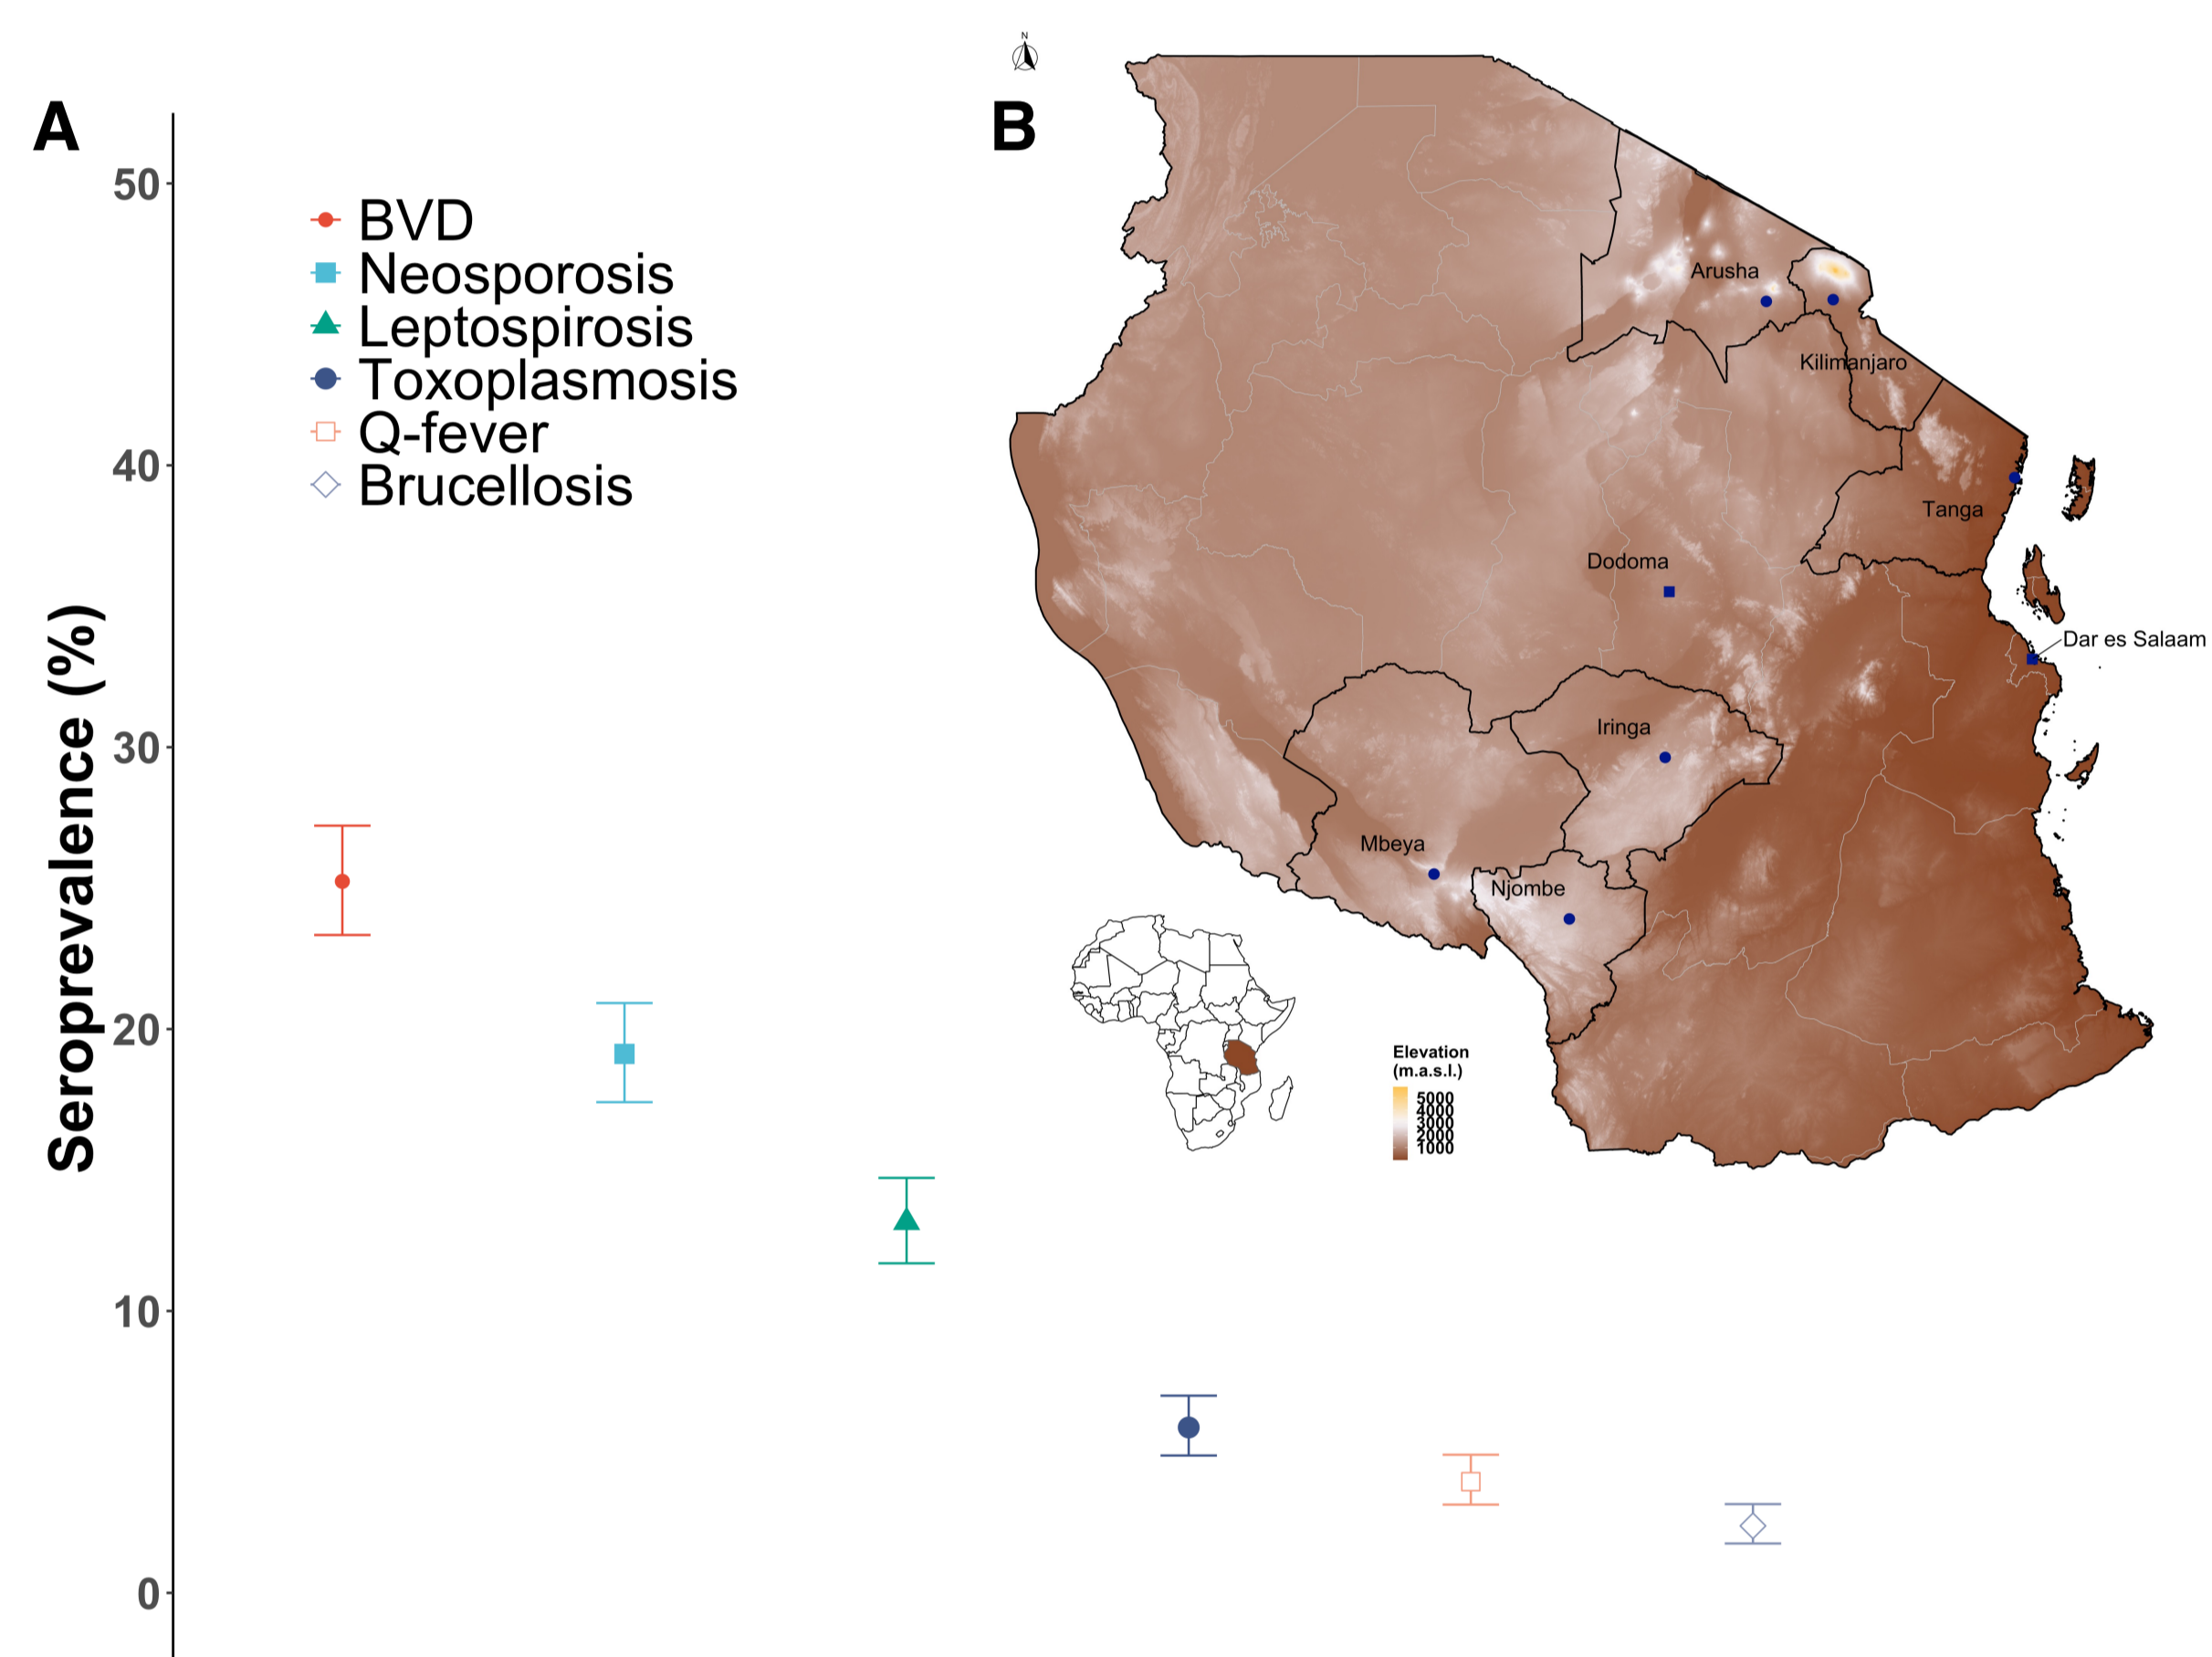 A
50
40
30
20
10
0
Seroprevalence (%)
BVD
Neosporosis
Leptospirosis
Toxoplasmosis
Q-fever
Brucellosis
B
N
Arusha
Kilimanjaro
Tanga
Dodoma
Dar es Salaam
Iringa
Mbeya
Njombe
Elevation
(m.a.s.l.)
5000
4000
3000
2000
1000